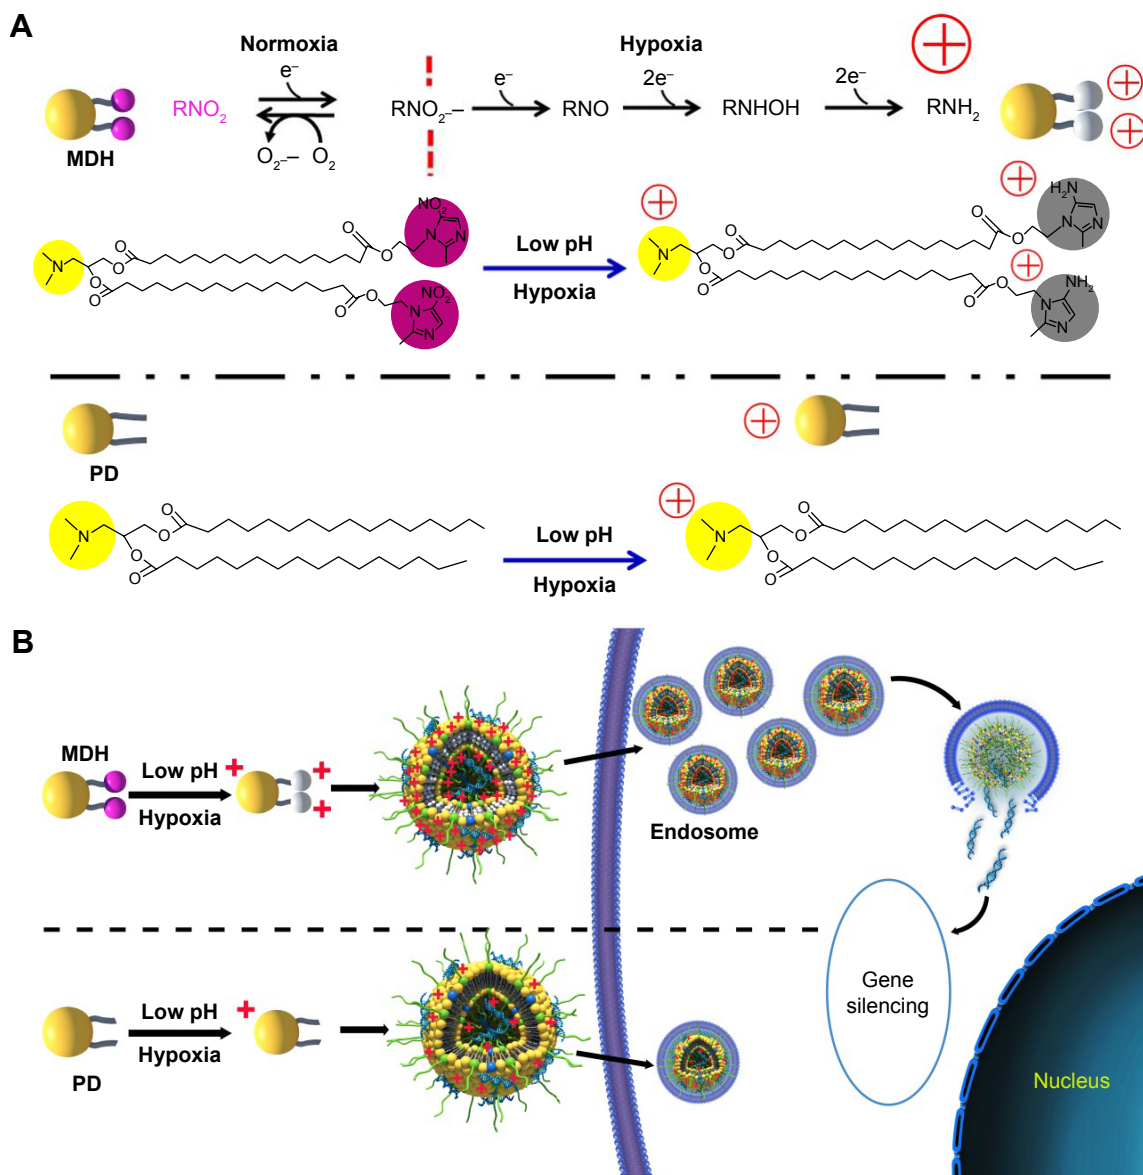 A
Normoxia
Hypoxia
e⁻
e⁻
2e⁻
2e⁻
RNO₂
RNO₂–
RNO
RNHOH
RNH₂
MDH
O₂– O₂
NO₂
N
N
O
O
O
O
N
O
O
O
O
NO₂
N
N
Low pH
Hypoxia
H₂N
N
N
O
O
O
O
N
O
O
O
O
NH₂
N
N
PD
N
O
O
O
O
Low pH
Hypoxia
N
O
O
O
O
B
MDH
Low pH
Hypoxia
Endosome
Gene
silencing
PD
Low pH
Hypoxia
Nucleus